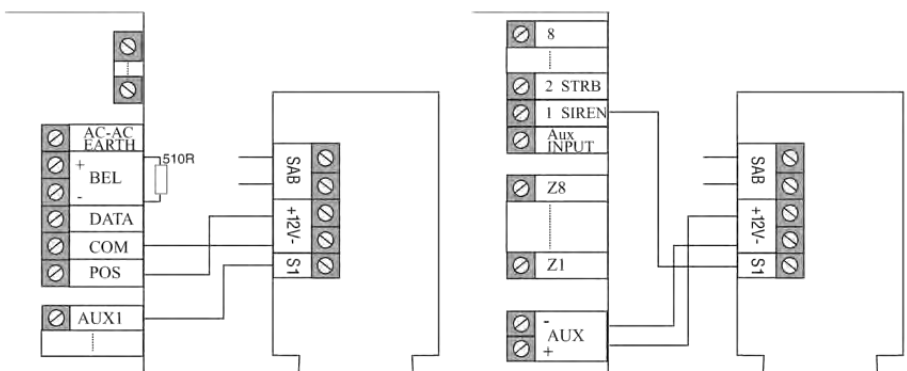 AC-AC
EARTH
+
BEL
-
510R
DATA
COM
POS
AUX1
SAB
+12V-
S1
8
2 STRB
1 SIREN
Aux
INPUT
Z8
Z1
-
AUX
+
SAB
+12V-
S1